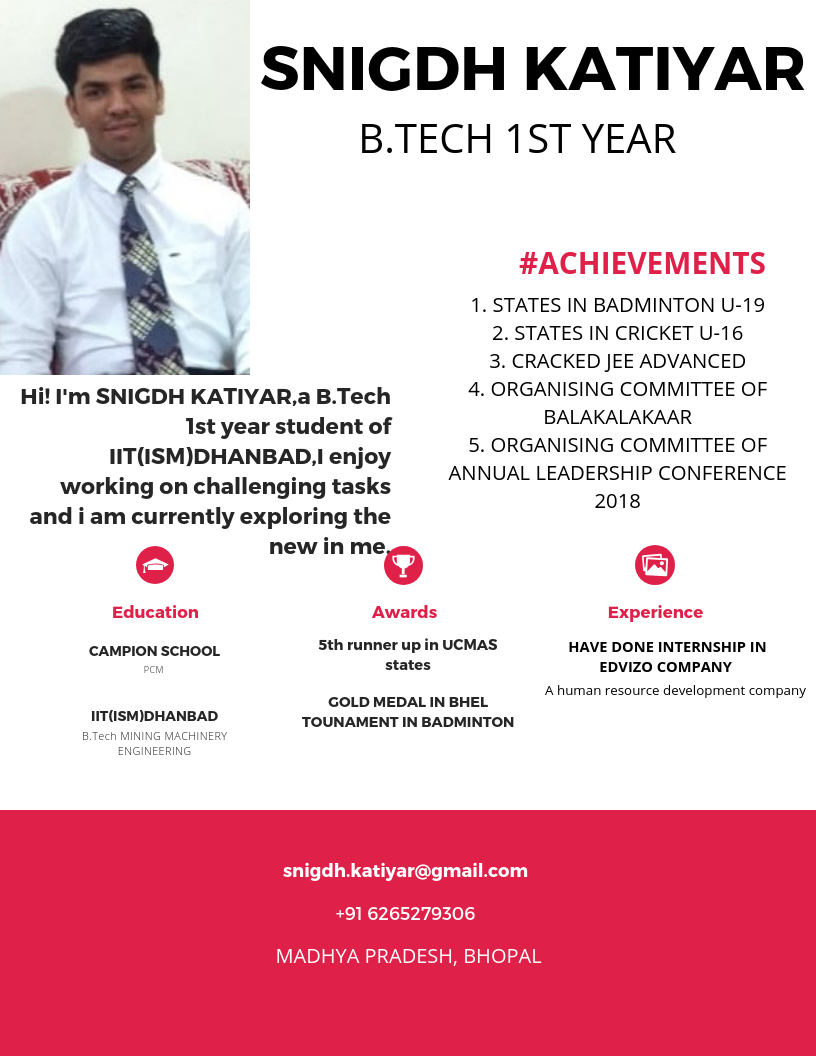 SNIGDH KATIYAR
B.TECH 1ST YEAR
#ACHIEVEMENTS
1. STATES IN BADMINTON U-19
2. STATES IN CRICKET U-16
3. CRACKED JEE ADVANCED
4. ORGANISING COMMITTEE OF
BALAKALAKAAR
5. ORGANISING COMMITTEE OF
ANNUAL LEADERSHIP CONFERENCE
2018
Hi! I'm SNIGDH KATIYAR,a B.Tech
1st year student of
IIT(ISM)DHANBAD,I enjoy
working on challenging tasks
and i am currently exploring the
new in me.
Education
CAMPION SCHOOL
PCM
IIT(ISM)DHANBAD
B.Tech MINING MACHINERY
ENGINEERING
Awards
5th runner up in UCMAS
states
GOLD MEDAL IN BHEL
TOUNAMENT IN BADMINTON
Experience
HAVE DONE INTERNSHIP IN
EDVIZO COMPANY
A human resource development company
snigdh.katiyar@gmail.com
+91 6265279306
MADHYA PRADESH, BHOPAL